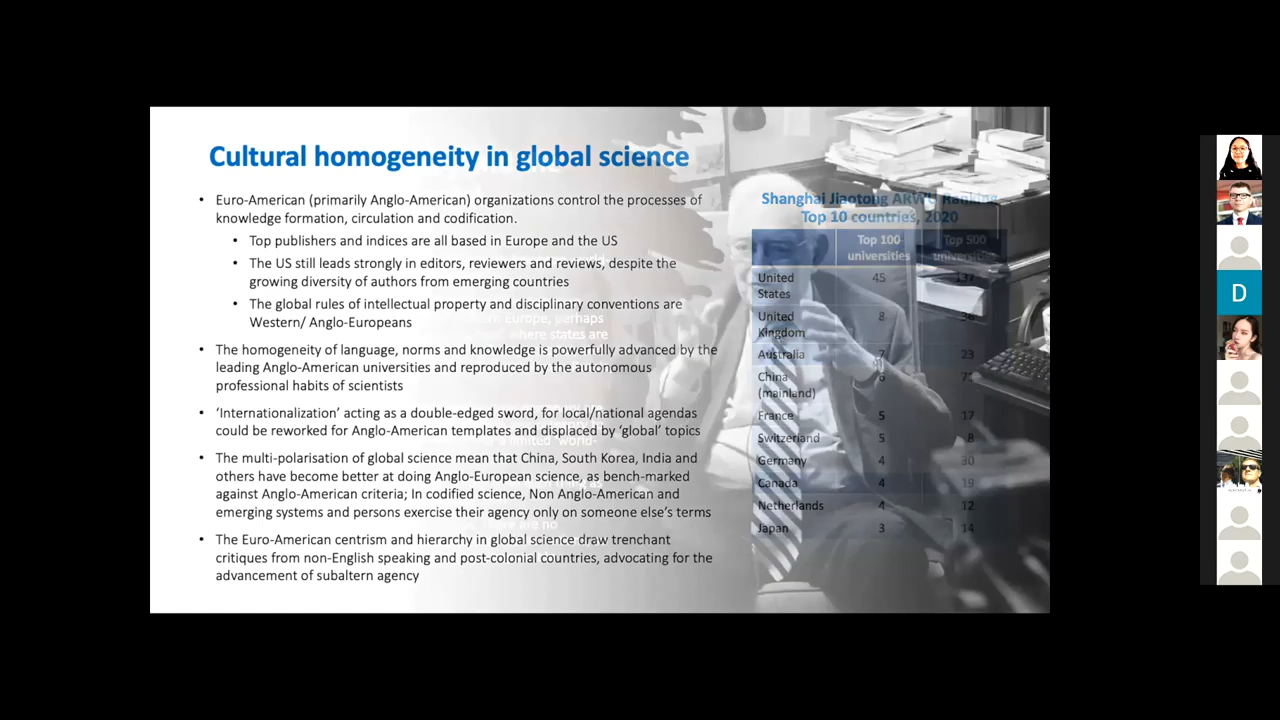 Cultural homogeneity in global science
• Euro-American (primarily Anglo-American) organizations control the processes of
knowledge formation, circulation and codification.
• Top publishers and indices are all based in Europe and the US
• The US still leads strongly in editors, reviewers and reviews, despite the
growing diversity of authors from emerging countries
• The global rules of intellectual property and disciplinary conventions are
Western/ Anglo-Europeans
• The homogeneity of language, norms and knowledge is powerfully advanced by the
leading Anglo-American universities and reproduced by the autonomous
professional habits of scientists
• ‘Internationalization’ acting as a double-edged sword, for local/national agendas
could be reworked for Anglo-American templates and displaced by ‘global’ topics
• The multi-polarisation of global science mean that China, South Korea, India and
others have become better at doing Anglo-European science, as bench-marked
against Anglo-American criteria; In codified science, Non Anglo-American and
emerging systems and persons exercise their agency only on someone else’s terms
• The Euro-American centrism and hierarchy in global science draw trenchant
critiques from non-English speaking and post-colonial countries, advocating for the
advancement of subaltern agency
Europe, perhaps
where states are
a limited ‘world-
are no
Shanghai Jiaotong ARWU Ranking
Top 10 countries, 2020
Top 100 universities Top 500 universities
United States 45 137
United Kingdom 8 36
Australia 7 23
China (mainland) 6
France 5 17
Switzerland 5 8
Germany 4 30
Canada 4 19
Netherlands 4 12
Japan 3 14
D